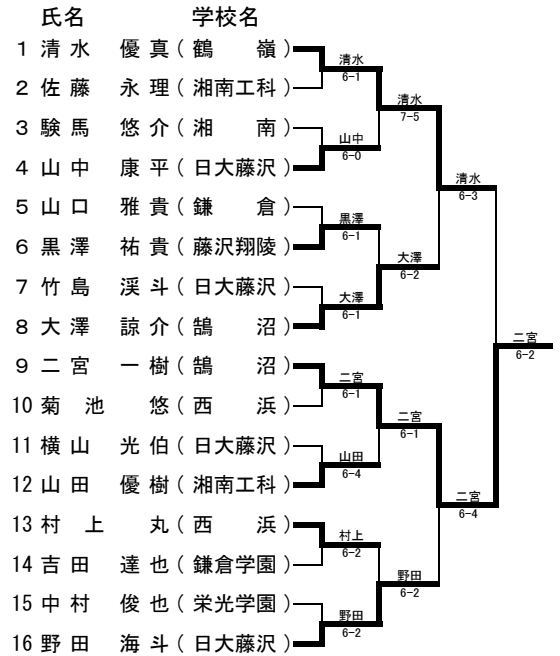 氏名 学校名
1 清水 優真 ( 鶴嶺 )
2 佐藤 永理 ( 湘南工科 )
3 験馬 悠介 ( 湘南 )
4 山中 康平 ( 日大藤沢 )
5 山口 雅貴 ( 鎌倉 )
6 黒澤 祐貴 ( 藤沢翔陵 )
7 竹島 渓斗 ( 日大藤沢 )
8 大澤 諒介 ( 鵠沼 )
9 二宮 一樹 ( 鵠沼 )
10 菊池 悠 ( 西浜 )
11 横山 光伯 ( 日大藤沢 )
12 山田 優樹 ( 湘南工科 )
13 村上 丸 ( 西浜 )
14 吉田 達也 ( 鎌倉学園 )
15 中村 俊也 ( 栄光学園 )
16 野田 海斗 ( 日大藤沢 )
清水
6-1
山中
6-0
黒澤
6-1
大澤
6-1
二宮
6-1
山田
6-4
村上
6-2
野田
6-2
清水
7-5
大澤
6-2
二宮
6-1
野田
6-2
清水
6-3
二宮
6-4
二宮
6-2